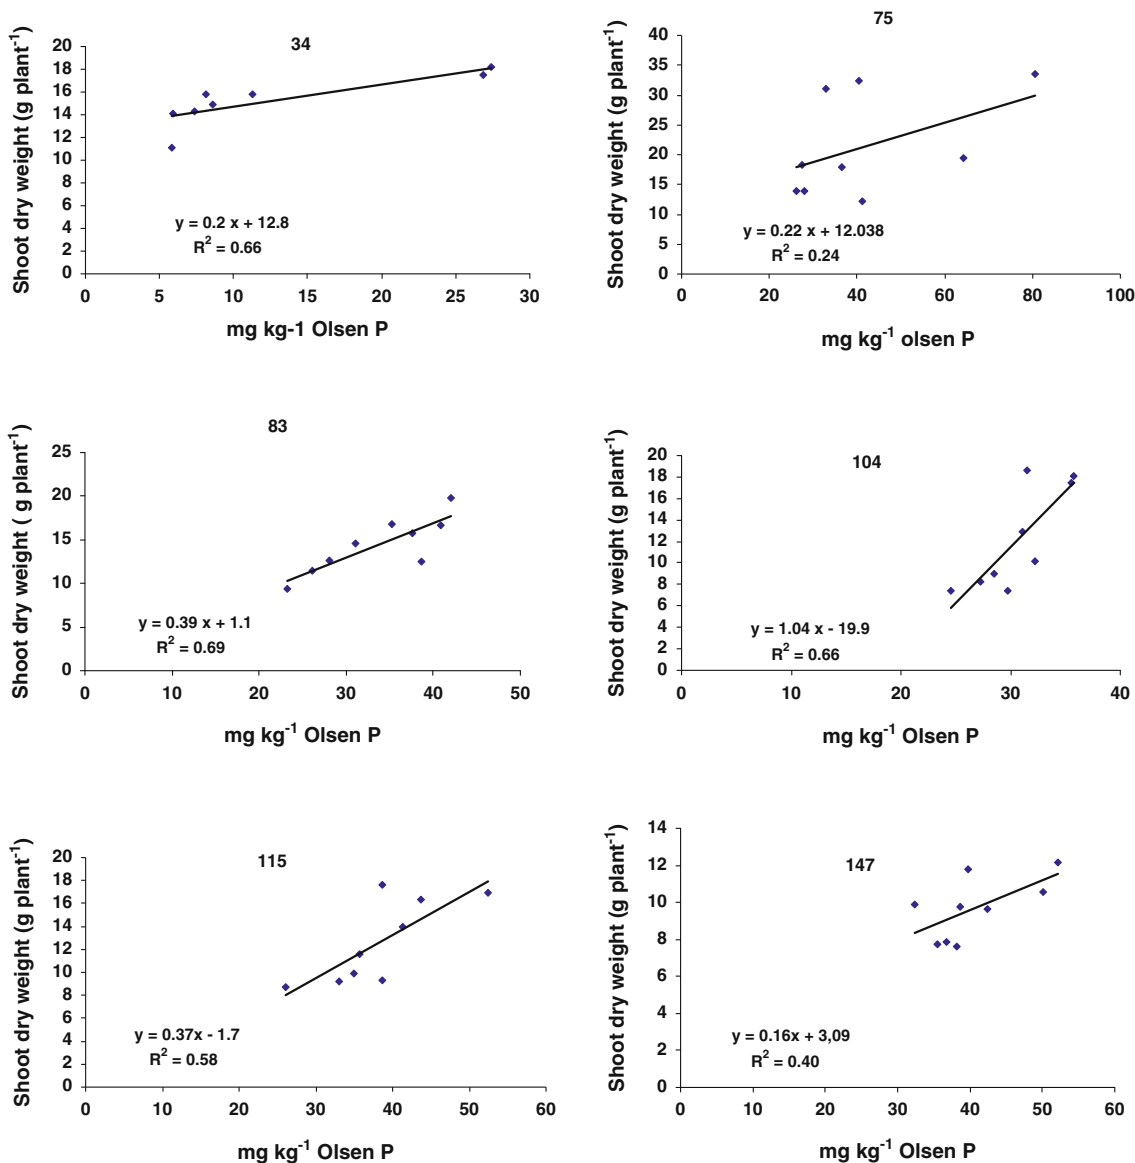 34
Shoot dry weight (g plant⁻¹)
20
18
16
14
12
10
8
6
4
2
0
y = 0.2 x + 12.8
R² = 0.66
0 5 10 15 20 25 30
mg kg-1 Olsen P
75
Shoot dry weight (g plant⁻¹)
40
35
30
25
20
15
10
5
0
y = 0.22 x + 12.038
R² = 0.24
0 20 40 60 80 100
mg kg⁻¹ olsen P
83
Shoot dry weight ( g plant⁻¹)
25
20
15
10
5
0
y = 0.39 x + 1.1
R² = 0.69
0 10 20 30 40 50
mg kg⁻¹ Olsen P
104
Shoot dry weight (g plant⁻¹)
20
18
16
14
12
10
8
6
4
2
0
y = 1.04 x - 19.9
R² = 0.66
0 10 20 30 40
mg kg⁻¹ Olsen P
115
Shoot dry weight (g plant⁻¹)
20
18
16
14
12
10
8
6
4
2
0
y = 0.37x - 1.7
R² = 0.58
0 10 20 30 40 50 60
mg kg⁻¹ Olsen P
147
Shoot dry weight (g plant⁻¹)
14
12
10
8
6
4
2
0
y = 0.16x + 3,09
R² = 0.40
0 10 20 30 40 50 60
mg kg⁻¹ Olsen P